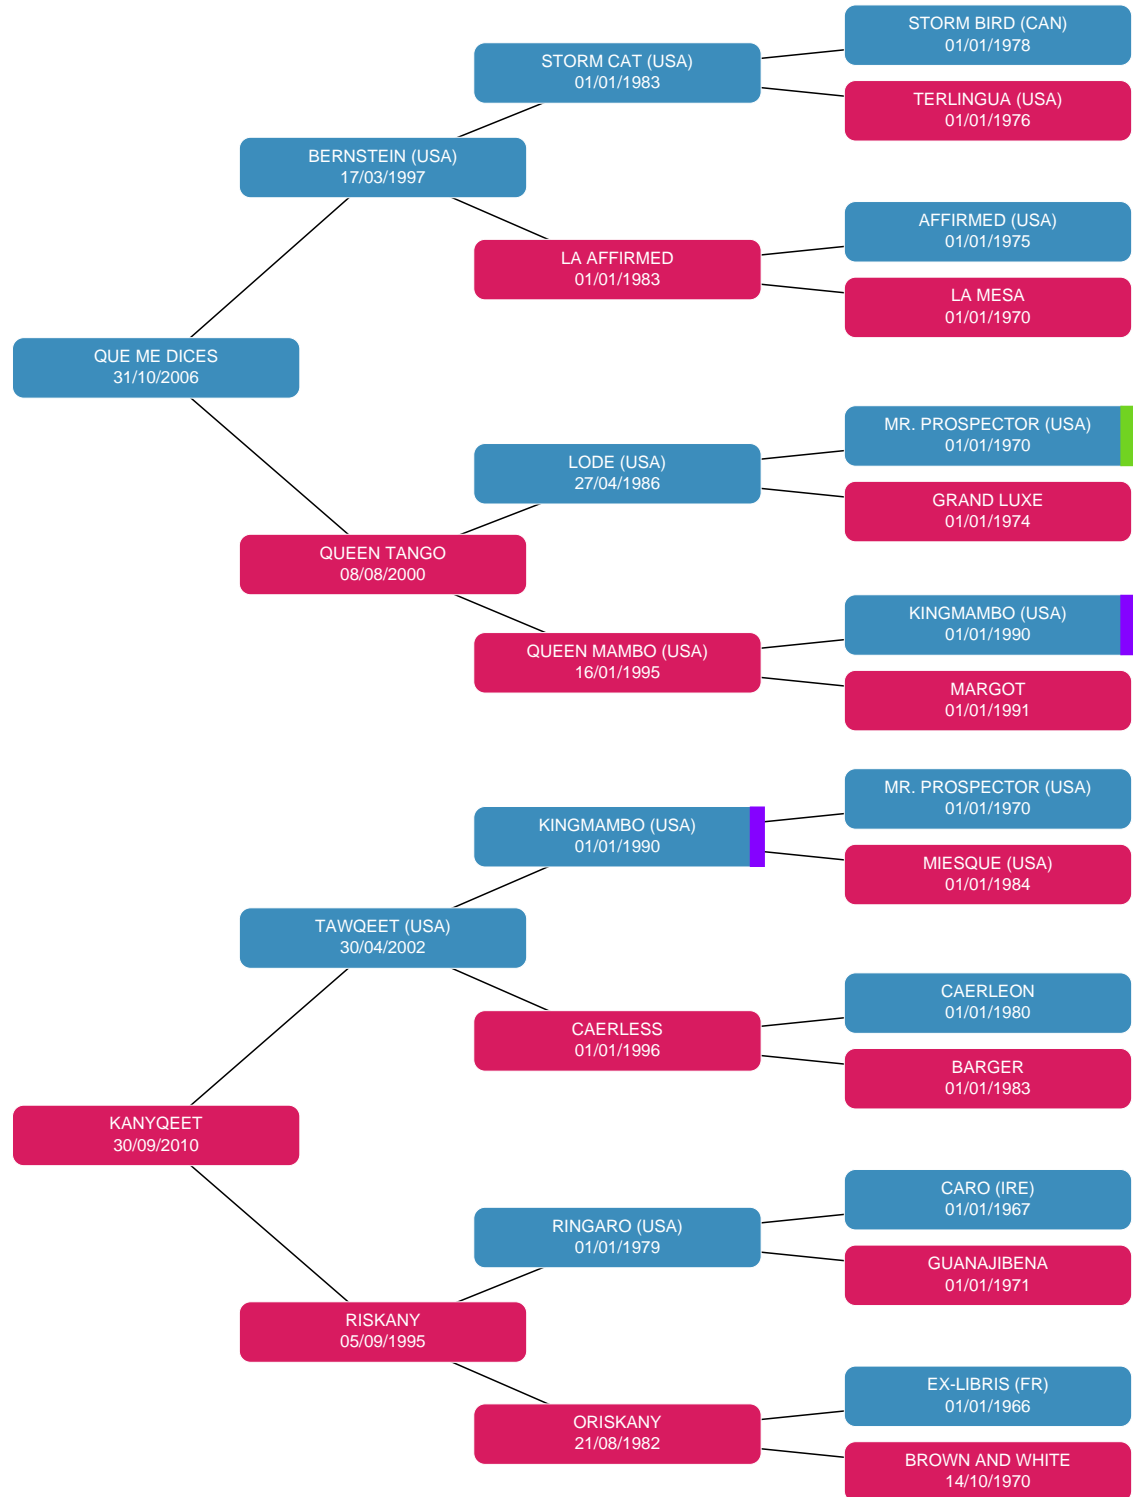 STORM BIRD (CAN)
01/01/1978
STORM CAT (USA)
01/01/1983
TERLINGUA (USA)
01/01/1976
BERNSTEIN (USA)
17/03/1997
AFFIRMED (USA)
01/01/1975
LA AFFIRMED
01/01/1983
LA MESA
01/01/1970
QUE ME DICES
31/10/2006
MR. PROSPECTOR (USA)
01/01/1970
LODE (USA)
27/04/1986
GRAND LUXE
01/01/1974
QUEEN TANGO
08/08/2000
KINGMAMBO (USA)
01/01/1990
QUEEN MAMBO (USA)
16/01/1995
MARGOT
01/01/1991
MR. PROSPECTOR (USA)
01/01/1970
KINGMAMBO (USA)
01/01/1990
MIESQUE (USA)
01/01/1984
TAWQEET (USA)
30/04/2002
CAERLEON
01/01/1980
CAERLESS
01/01/1996
BARGER
01/01/1983
KANYQEET
30/09/2010
CARO (IRE)
01/01/1967
RINGARO (USA)
01/01/1979
GUANAJIBENA
01/01/1971
RISKANY
05/09/1995
EX-LIBRIS (FR)
01/01/1966
ORISKANY
21/08/1982
BROWN AND WHITE
14/10/1970